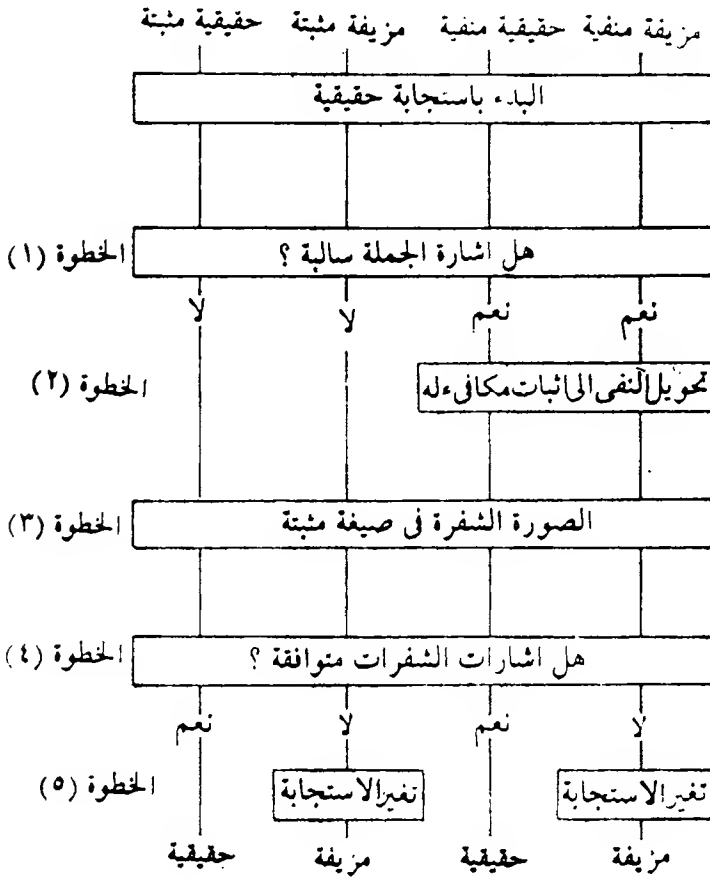 مزيفة منفية حقيقية منفية مزيفة مثبتة حقيقية مثبتة
البدء باستجابة حقيقية
الخطوة (١) هل اشارة الجملة سالبة ؟
نعم نعم لا لا
الخطوة (٢) تحويل النفى الى اثبات مكافىء له
الخطوة (٣) الصورة الشفرة فى صيغة مثبتة
الخطوة (٤) هل اشارات الشفرات متوافقة ؟
لا نعم لا نعم
الخطوة (٥) تغير الاستجابة تغير الاستجابة
مزيفة حقيقية مزيفة حقيقية